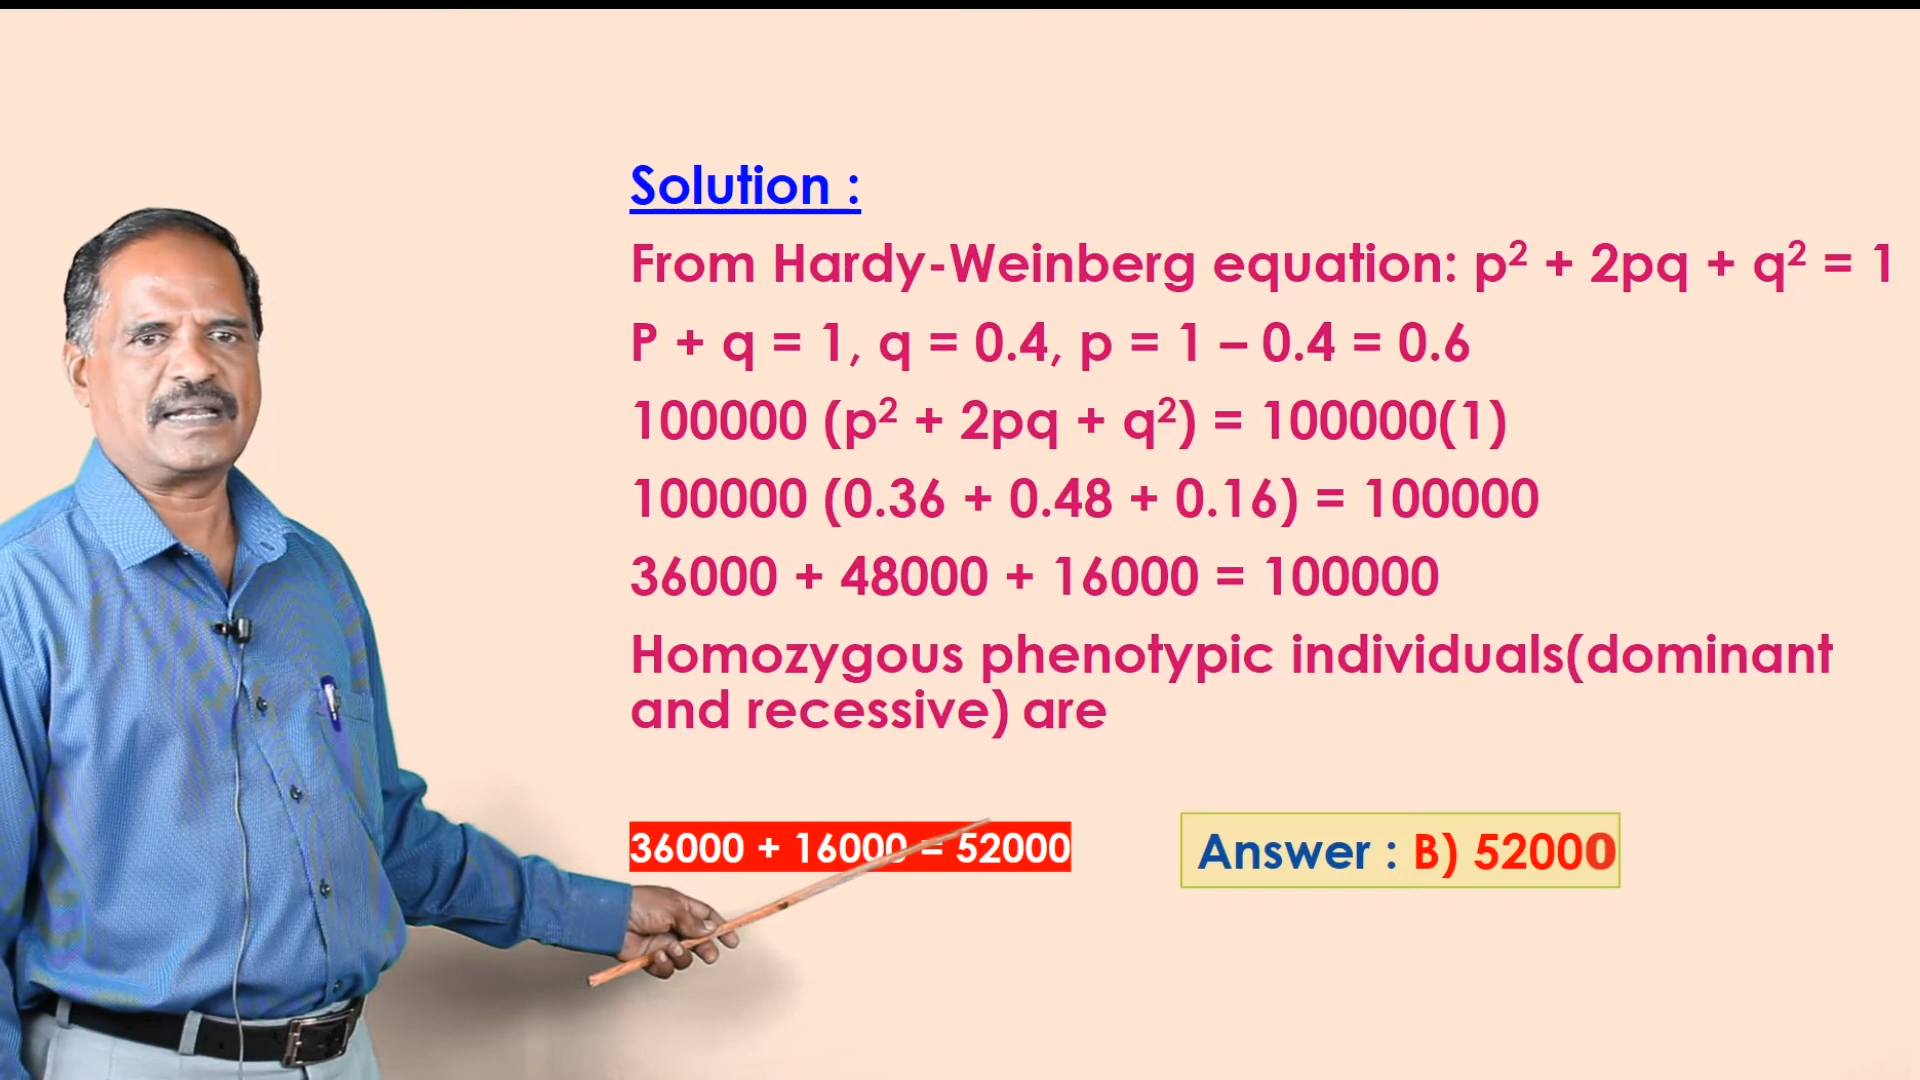 Solution :
From Hardy-Weinberg equation: p² + 2pq + q² = 1
P + q = 1, q = 0.4, p = 1 – 0.4 = 0.6
100000 (p² + 2pq + q²) = 100000(1)
100000 (0.36 + 0.48 + 0.16) = 100000
36000 + 48000 + 16000 = 100000
Homozygous phenotypic individuals(dominant
and recessive) are
36000 + 16000 = 52000
Answer : B) 52000